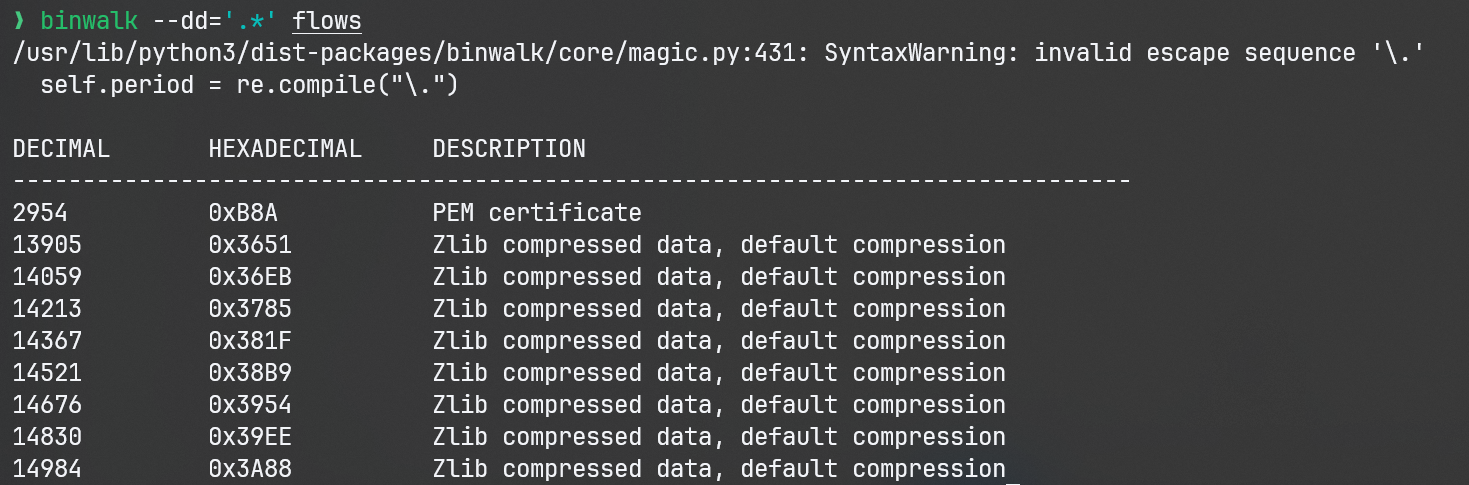 ❯ binwalk --dd='.*' flows
/usr/lib/python3/dist-packages/binwalk/core/magic.py:431: SyntaxWarning: invalid escape sequence '\.'
  self.period = re.compile("\.")
DECIMAL       HEXADECIMAL     DESCRIPTION
--------------------------------------------------------------------------------
2954          0xB8A           PEM certificate
13905         0x3651          Zlib compressed data, default compression
14059         0x36EB          Zlib compressed data, default compression
14213         0x3785          Zlib compressed data, default compression
14367         0x381F          Zlib compressed data, default compression
14521         0x38B9          Zlib compressed data, default compression
14676         0x3954          Zlib compressed data, default compression
14830         0x39EE          Zlib compressed data, default compression
14984         0x3A88          Zlib compressed data, default compression